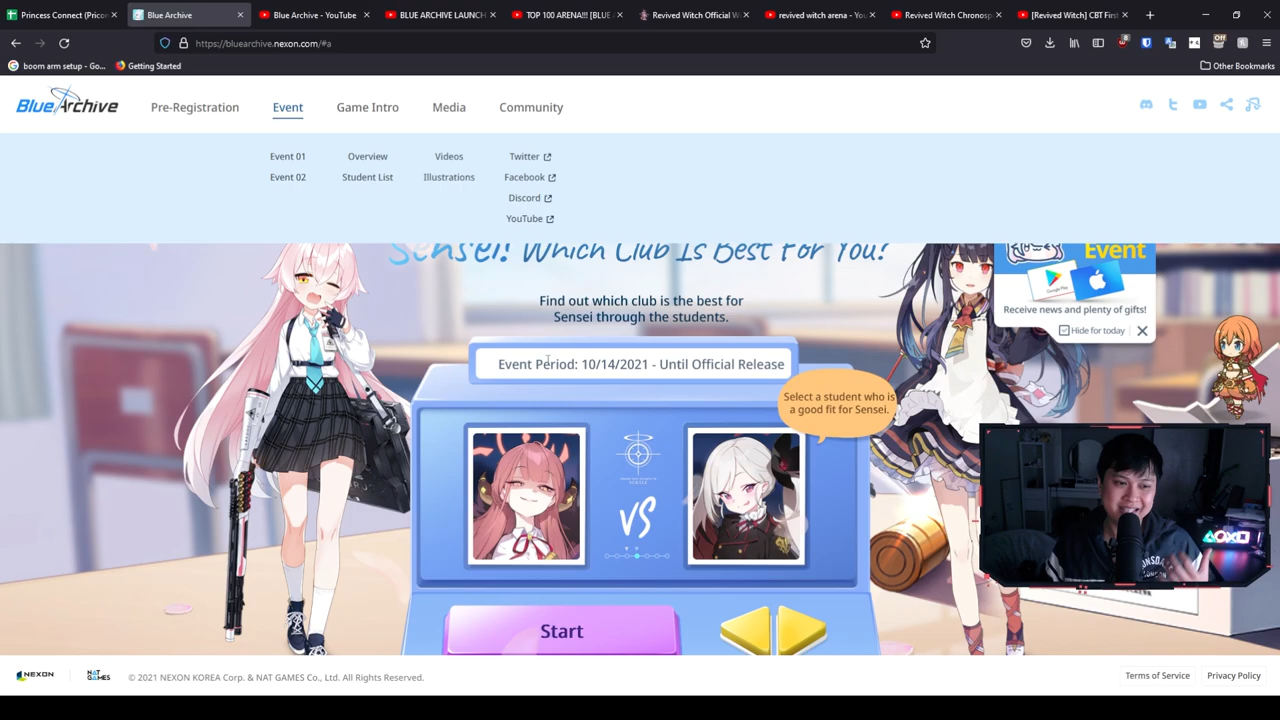 Princess Connect (Pricon
Blue Archive
Blue Archive - YouTube
BLUE ARCHIVE LAUNCH
TOP 100 ARENA!!! [BLUE A
Revived Witch Official W
revived witch arena - You
Revived Witch Chronosp
[Revived Witch] CBT First
https://bluearchive.nexon.com/#a
8
Off
boom arm setup - Go...
Getting Started
Other Bookmarks
Blue Archive
Pre-Registration
Event
Game Intro
Media
Community
Event 01
Overview
Videos
Twitter
Event 02
Student List
Illustrations
Facebook
Discord
YouTube
Sensei! Which Club Is Best For You?
Event
Google Play
Find out which club is the best for
Sensei through the students.
Receive news and plenty of gifts!
Hide for today
Event Period: 10/14/2021 - Until Official Release
Select a student who is
a good fit for Sensei.
VS
Start
NEXON
NAT GAMES
© 2021 NEXON KOREA Corp. & NAT GAMES Co., Ltd. All Rights Reserved.
Terms of Service
Privacy Policy